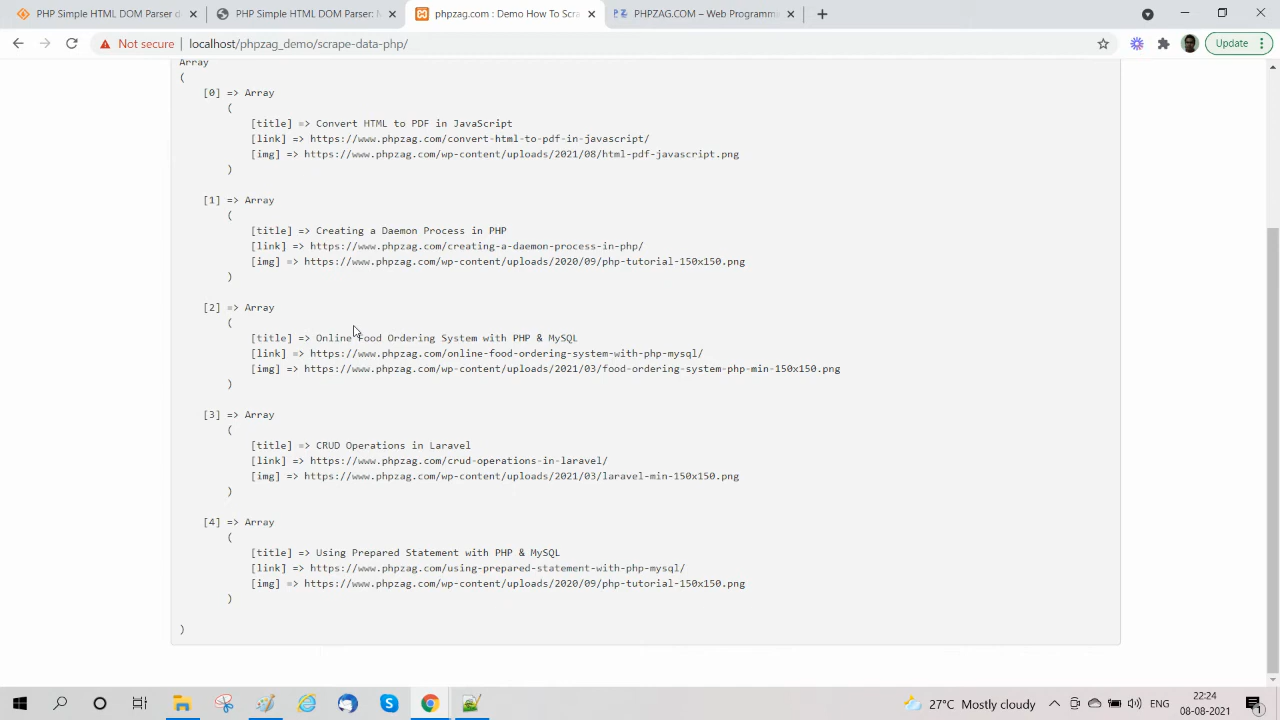 PHP Simple HTML DOM Parser d
PHP Simple HTML DOM Parser: M
phpzag.com : Demo How To Scra
PHPZAG.COM – Web Programm
Not secure
localhost/phpzag_demo/scrape-data-php/
Update
Array
(
[0] => Array
(
[title] => Convert HTML to PDF in JavaScript
[link] => https://www.phpzag.com/convert-html-to-pdf-in-javascript/
[img] => https://www.phpzag.com/wp-content/uploads/2021/08/html-pdf-javascript.png
)
[1] => Array
(
[title] => Creating a Daemon Process in PHP
[link] => https://www.phpzag.com/creating-a-daemon-process-in-php/
[img] => https://www.phpzag.com/wp-content/uploads/2020/09/php-tutorial-150x150.png
)
[2] => Array
(
[title] => Online Food Ordering System with PHP & MySQL
[link] => https://www.phpzag.com/online-food-ordering-system-with-php-mysql/
[img] => https://www.phpzag.com/wp-content/uploads/2021/03/food-ordering-system-php-min-150x150.png
)
[3] => Array
(
[title] => CRUD Operations in Laravel
[link] => https://www.phpzag.com/crud-operations-in-laravel/
[img] => https://www.phpzag.com/wp-content/uploads/2021/03/laravel-min-150x150.png
)
[4] => Array
(
[title] => Using Prepared Statement with PHP & MySQL
[link] => https://www.phpzag.com/using-prepared-statement-with-php-mysql/
[img] => https://www.phpzag.com/wp-content/uploads/2020/09/php-tutorial-150x150.png
)
)
27°C Mostly cloudy
ENG
22:24
08-08-2021
1